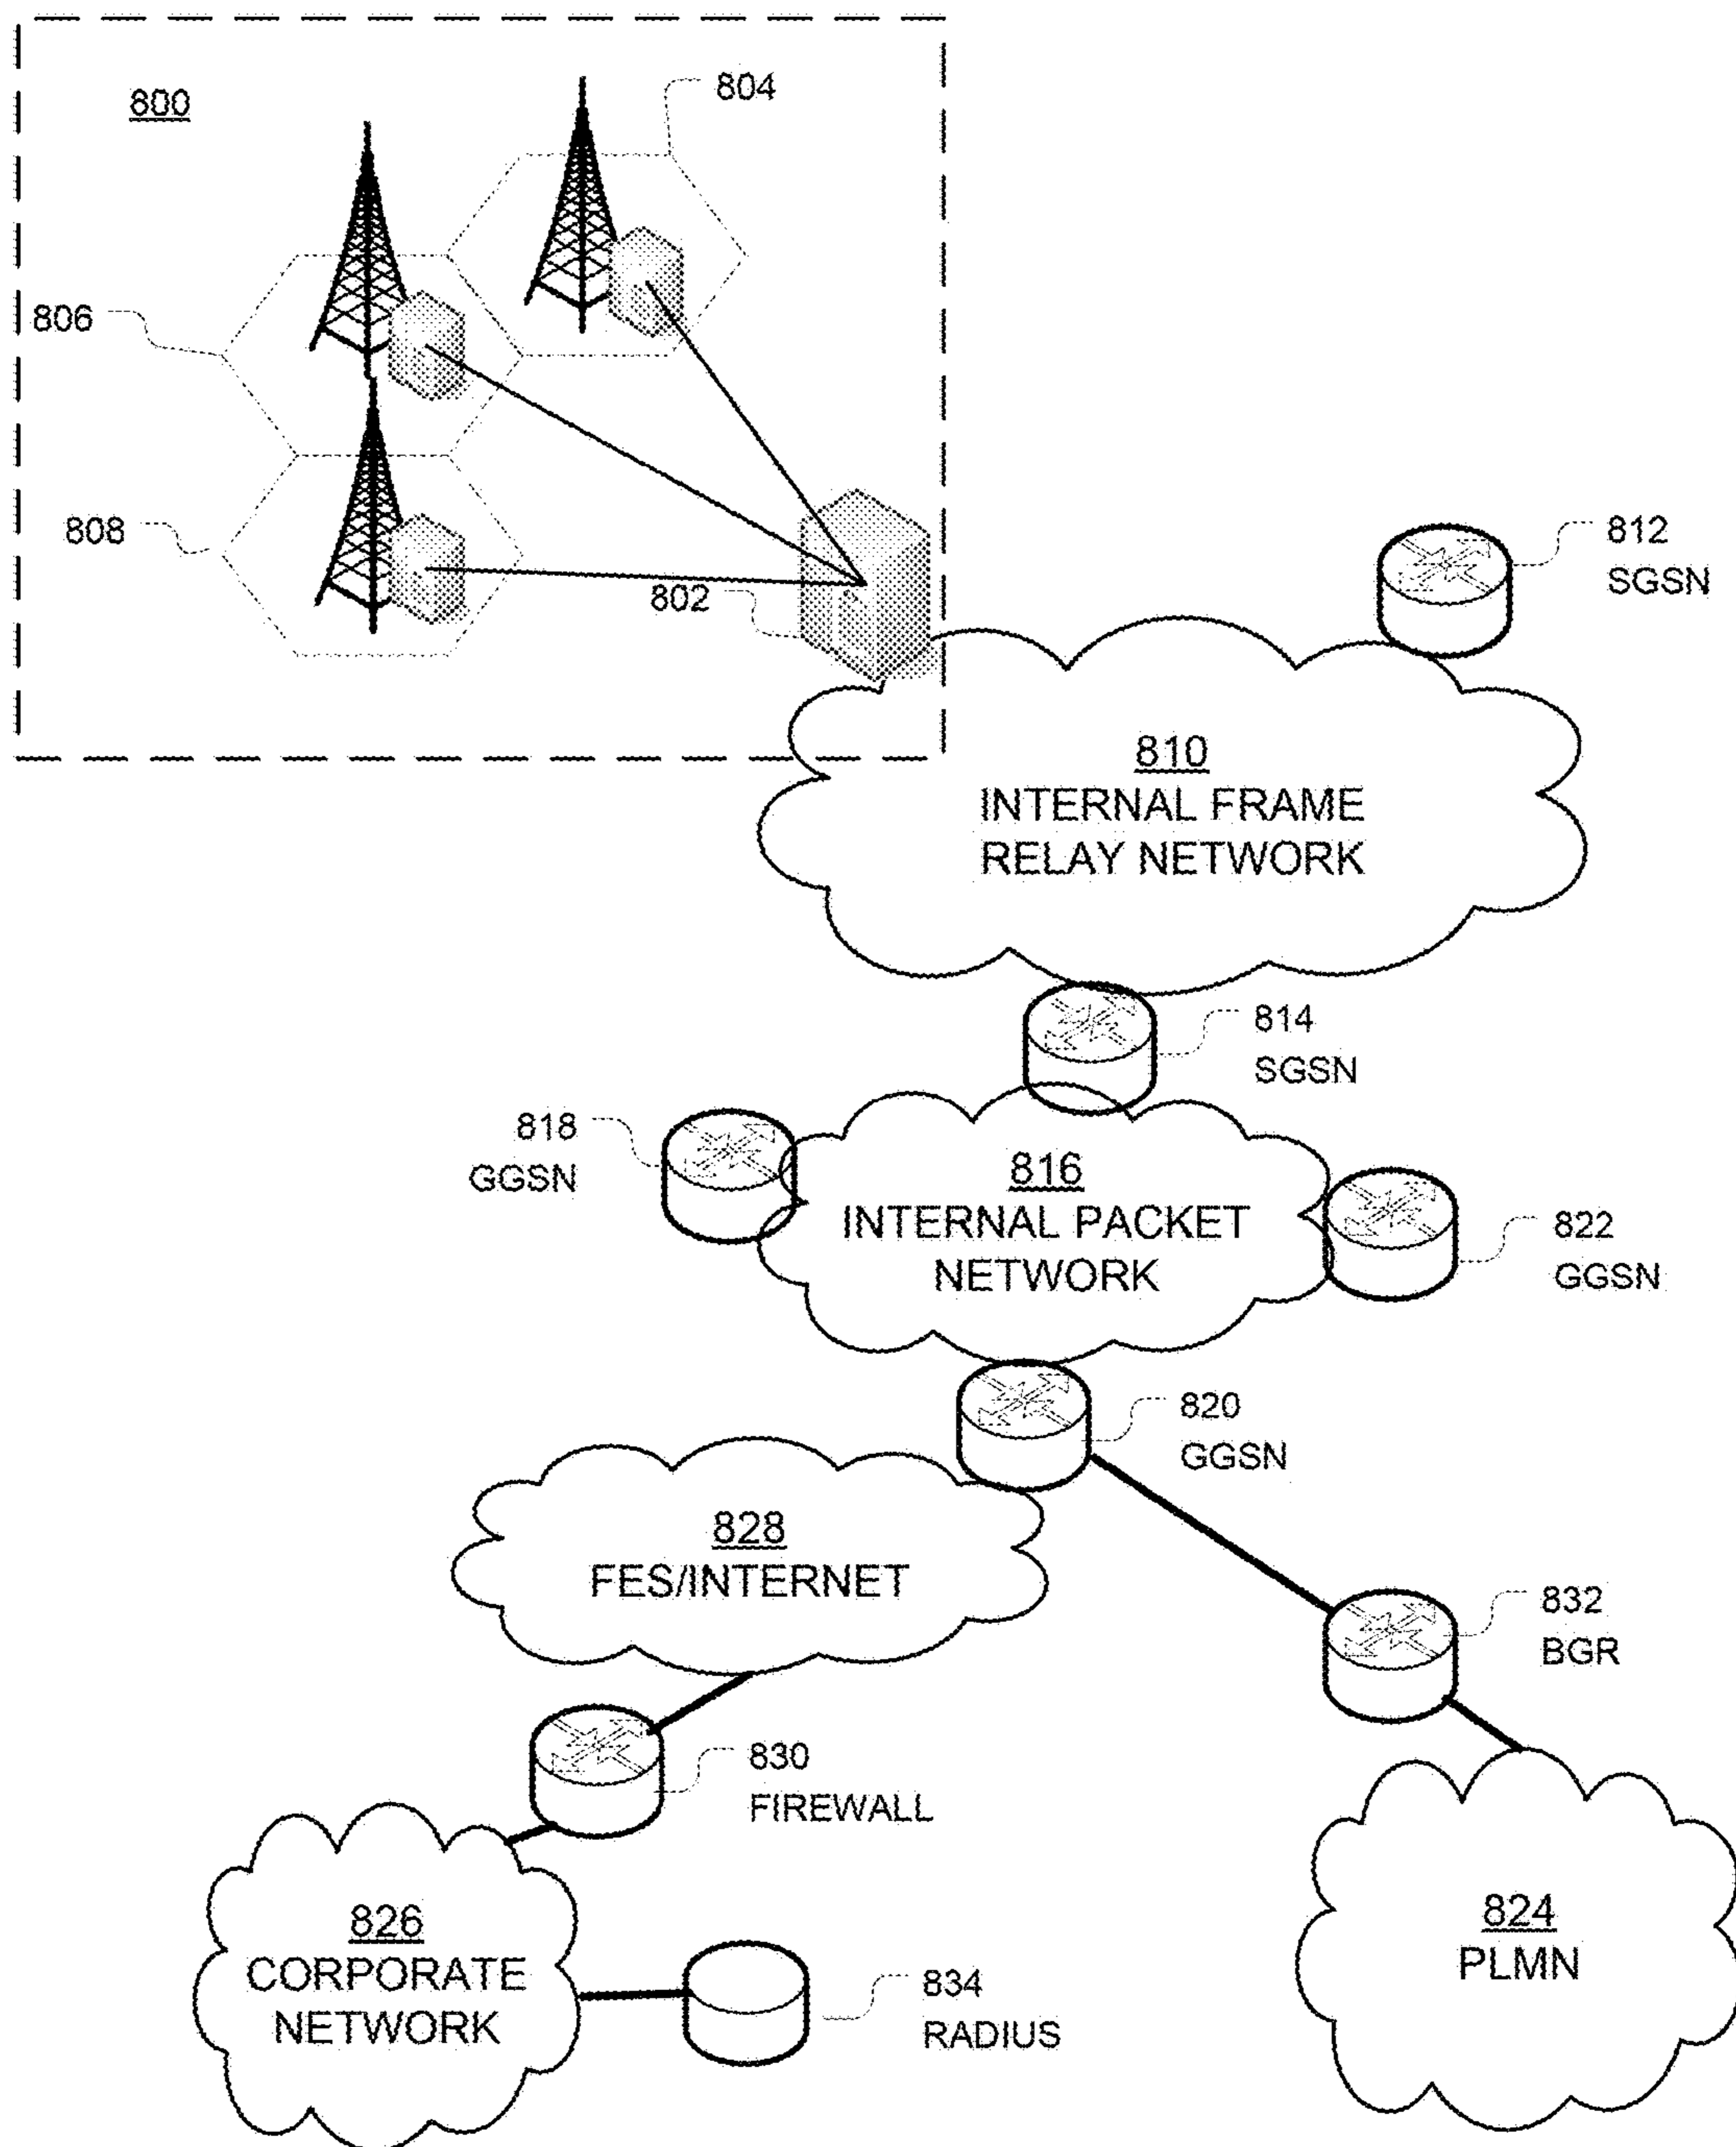 800
804
806
808
802
812
SGSN
810
INTERNAL FRAME
RELAY NETWORK
814
SGSN
818
GGSN
816
INTERNAL PACKET
NETWORK
822
GGSN
820
GGSN
828
FES/INTERNET
832
BGR
830
FIREWALL
826
CORPORATE
NETWORK
834
RADIUS
824
PLMN